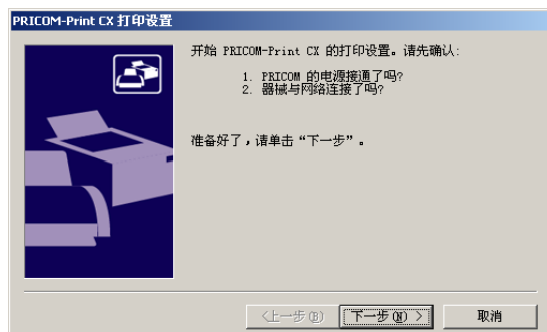 PRICOM-Print CX 打印设置
开始 PRICOM-Print CX 的打印设置。请先确认:
1. PRICOM 的电源接通了吗?
2. 器械与网络连接了吗?
准备好了，请单击“下一步”。
<上一步(B)
下一步(N) >
取消